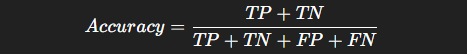 Accuracy = (TP + TN) / (TP + TN + FP + FN)